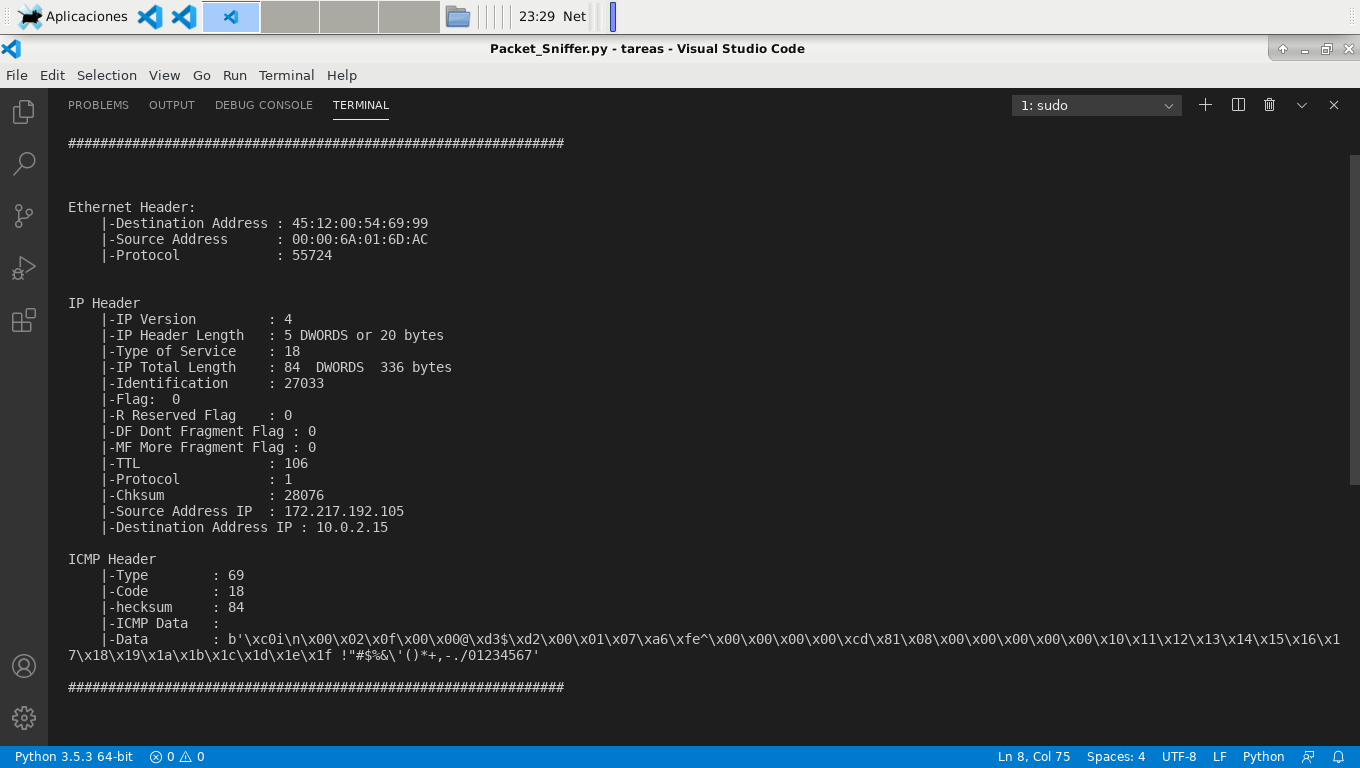 Aplicaciones 23:29 Net
Packet_Sniffer.py - tareas - Visual Studio Code
File Edit Selection View Go Run Terminal Help
PROBLEMS OUTPUT DEBUG CONSOLE TERMINAL 1: sudo
##############################################################
Ethernet Header:
|-Destination Address : 45:12:00:54:69:99
|-Source Address      : 00:00:6A:01:6D:AC
|-Protocol            : 55724
IP Header
|-IP Version         : 4
|-IP Header Length   : 5 DWORDS or 20 bytes
|-Type of Service    : 18
|-IP Total Length    : 84  DWORDS  336 bytes
|-Identification     : 27033
|-Flag:  0
|-R Reserved Flag    : 0
|-DF Dont Fragment Flag : 0
|-MF More Fragment Flag : 0
|-TTL                : 106
|-Protocol           : 1
|-Chksum             : 28076
|-Source Address IP  : 172.217.192.105
|-Destination Address IP : 10.0.2.15
ICMP Header
|-Type        : 69
|-Code        : 18
|-hecksum     : 84
|-ICMP Data   :
|-Data        : b'\xc0i\n\x00\x02\x0f\x00\x00@\xd3$\xd2\x00\x01\x07\xa6\xfe^\x00\x00\x00\x00\xcd\x81\x08\x00\x00\x00\x00\x00\x10\x11\x12\x13\x14\x15\x16\x1
7\x18\x19\x1a\x1b\x1c\x1d\x1e\x1f !"#$%&\'()*+,-./01234567'
##############################################################
Python 3.5.3 64-bit 0 0 Ln 8, Col 75 Spaces: 4 UTF-8 LF Python